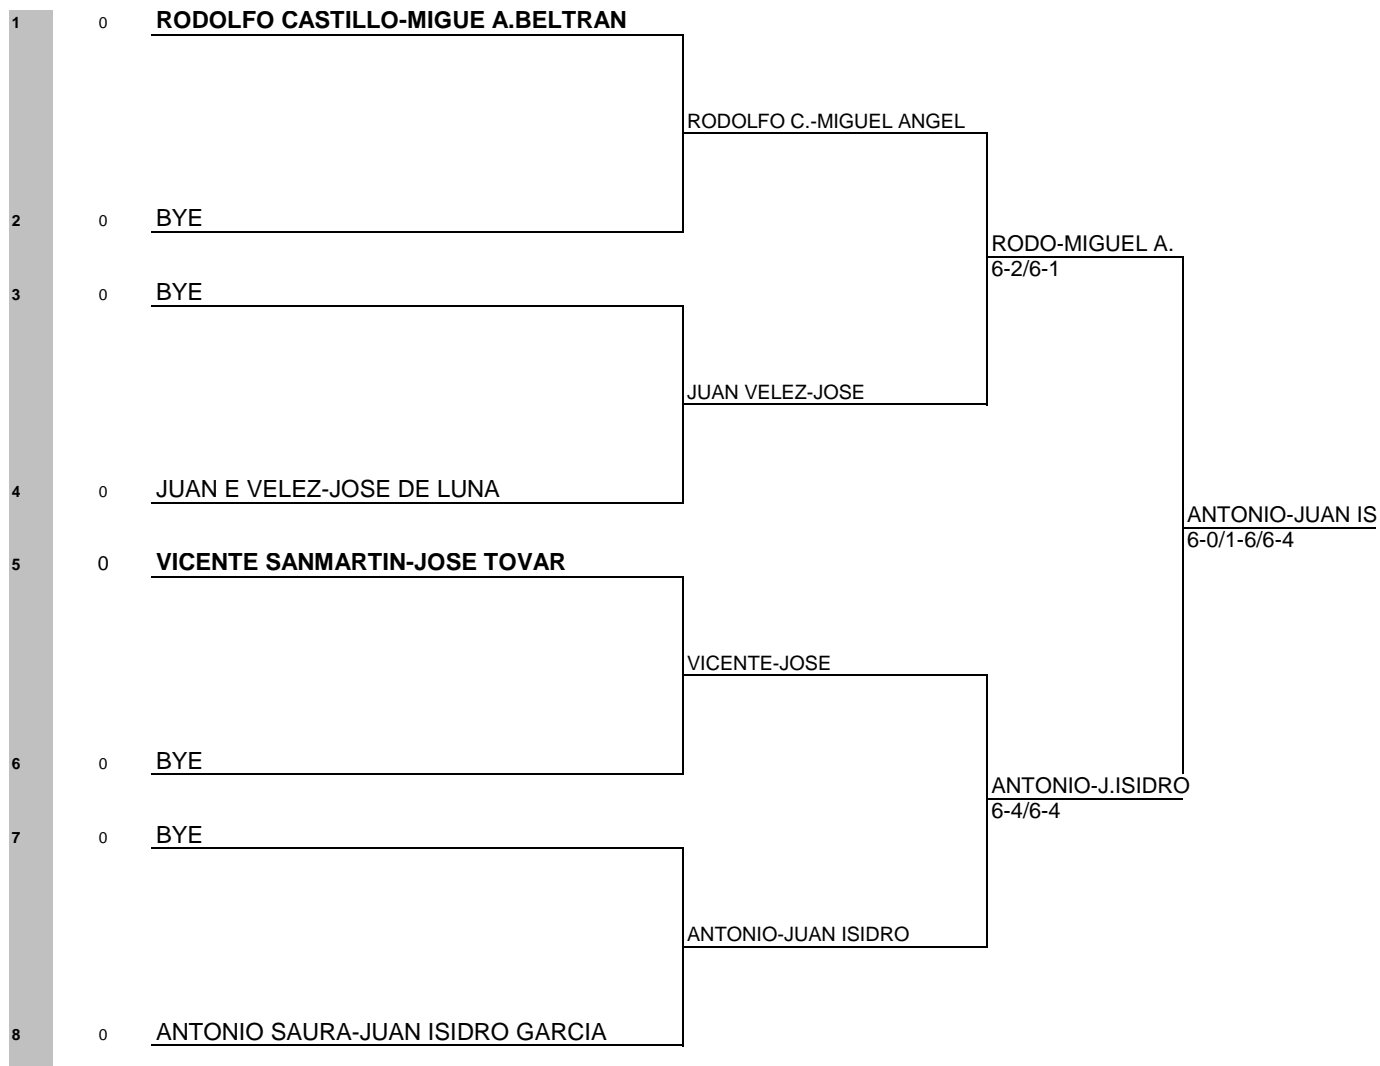 1 0 RODOLFO CASTILLO-MIGUE A.BELTRAN
RODOLFO C.-MIGUEL ANGEL
2 0 BYE
RODO-MIGUEL A.
6-2/6-1
3 0 BYE
JUAN VELEZ-JOSE
4 0 JUAN E VELEZ-JOSE DE LUNA
ANTONIO-JUAN IS
6-0/1-6/6-4
5 0 VICENTE SANMARTIN-JOSE TOVAR
VICENTE-JOSE
6 0 BYE
ANTONIO-J.ISIDRO
6-4/6-4
7 0 BYE
ANTONIO-JUAN ISIDRO
8 0 ANTONIO SAURA-JUAN ISIDRO GARCIA